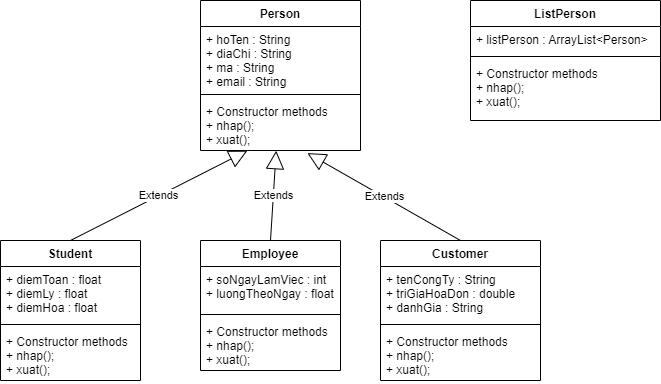 Person
+ hoTen : String
+ diaChi : String
+ ma : String
+ email : String
+ Constructor methods
+ nhap();
+ xuat();
ListPerson
+ listPerson : ArrayList<Person>
+ Constructor methods
+ nhap();
+ xuat();
Extends
Extends
Extends
Student
+ diemToan : float
+ diemLy : float
+ diemHoa : float
+ Constructor methods
+ nhap();
+ xuat();
Employee
+ soNgayLamViec : int
+ luongTheoNgay : float
+ Constructor methods
+ nhap();
+ xuat();
Customer
+ tenCongTy : String
+ triGiaHoaDon : double
+ danhGia : String
+ Constructor methods
+ nhap();
+ xuat();